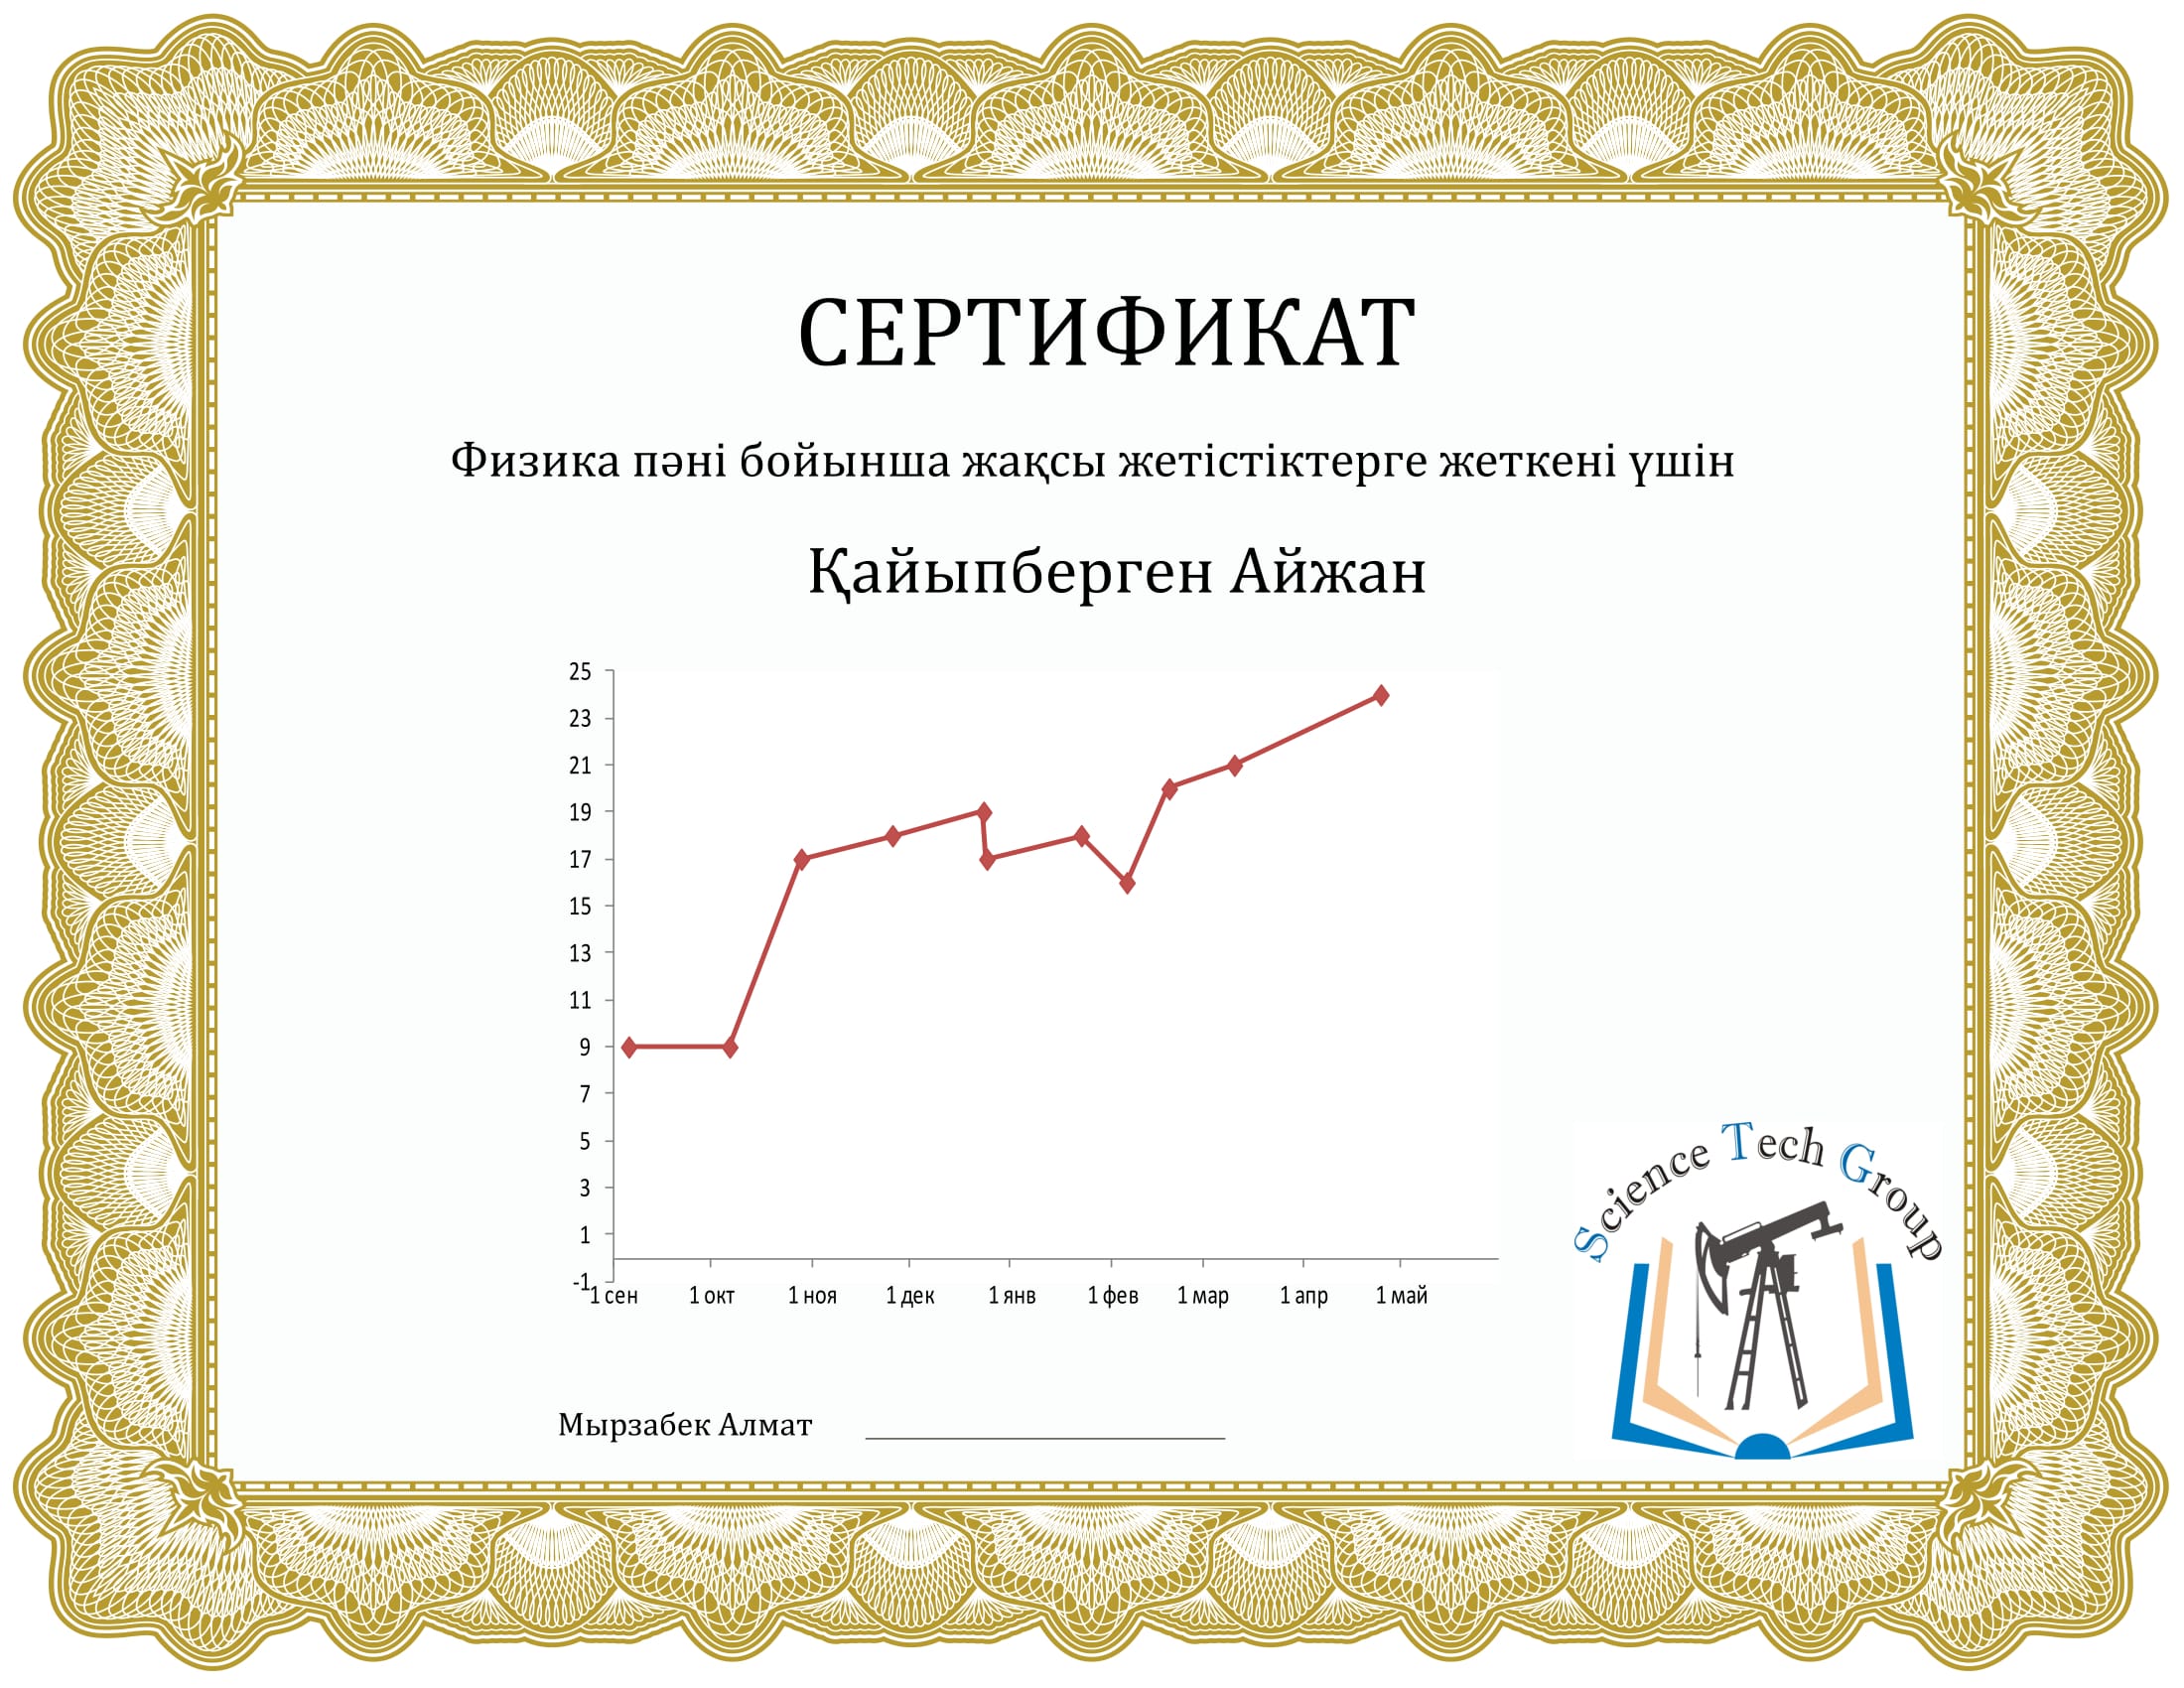 СЕРТИФИКАТ
Физика пәні бойынша жақсы жетістіктерге жеткені үшін
Қайыпберген Айжан
25
23
21
19
17
15
13
11
9
7
5
3
1
-1
1 сен 1 окт 1 ноя 1 дек 1 янв 1 фев 1 мар 1 апр 1 май
Science Tech Group
Мырзабек Алмат